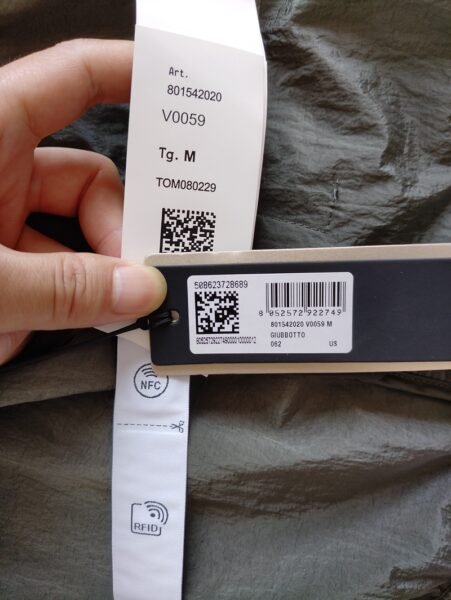 Art.
801542020
V0059
Tg. M
TOM080229
508623728689
8 052572 922749
801542020 V0059 M
GIUBBOTTO
062 US
NFC
RFID